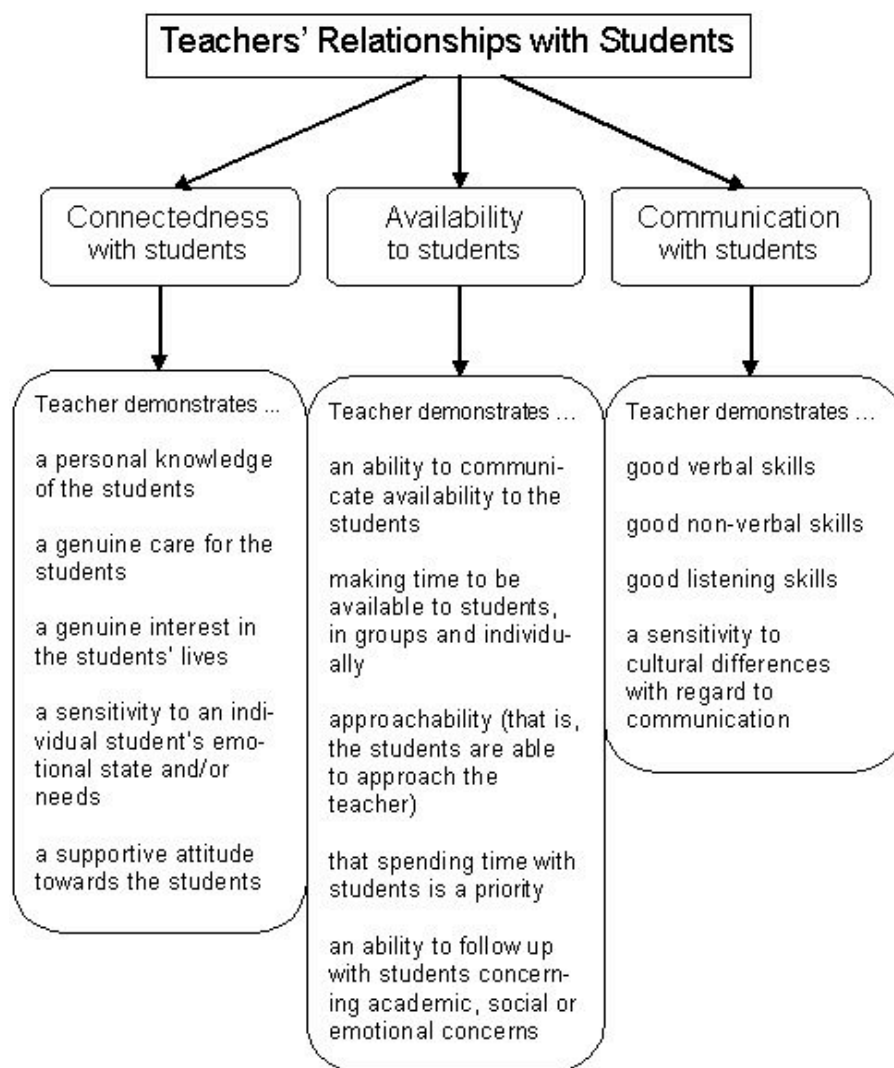 Teachers’ Relationships with Students
Connectedness
with students
Availability
to students
Communication
with students
Teacher demonstrates ...
a personal knowledge
of the students
a genuine care for the
students
a genuine interest in
the students’ lives
a sensitivity to an indi-
vidual student's emo-
tional state and/or
needs
a supportive attitude
towards the students
Teacher demonstrates ...
an ability to communi-
cate availability to the
students
making time to be
available to students,
in groups and individu-
ally
approachability (that is,
the students are able
to approach the
teacher)
that spending time with
students is a priority
an ability to follow up
with students concern-
ing academic, social or
emotional concerns
Teacher demonstrates ...
good verbal skills
good non-verbal skills
good listening skills
a sensitivity to
cultural differences
with regard to
communication